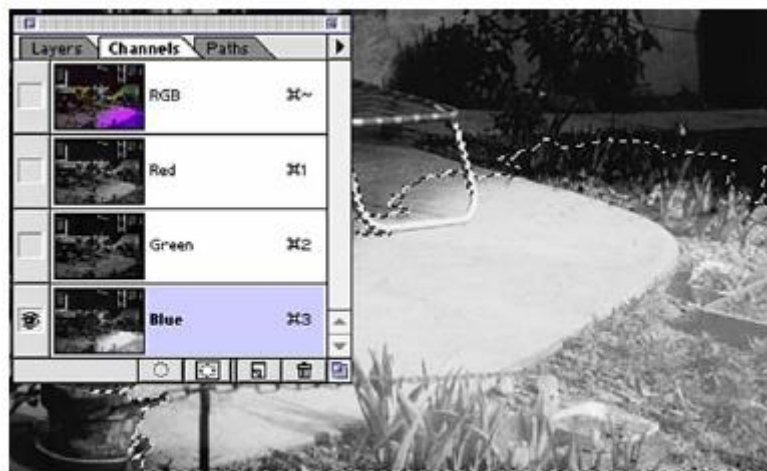 Layers Channels Paths
RGB ⌘~
Red ⌘1
Green ⌘2
Blue ⌘3